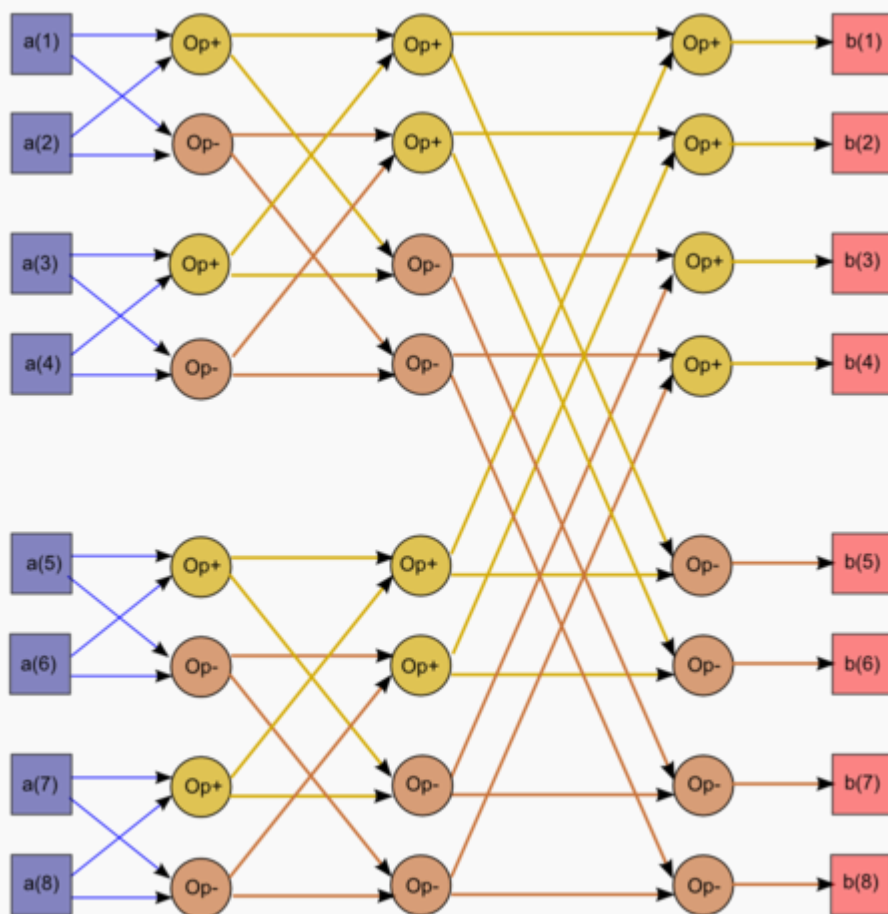 a(1) Op+ Op+ Op+ b(1)
a(2) Op- Op+ Op+ b(2)
a(3) Op+ Op- Op+ b(3)
a(4) Op- Op- Op+ b(4)
a(5) Op+ Op+ Op- b(5)
a(6) Op- Op+ Op- b(6)
a(7) Op+ Op- Op- b(7)
a(8) Op- Op- Op- b(8)